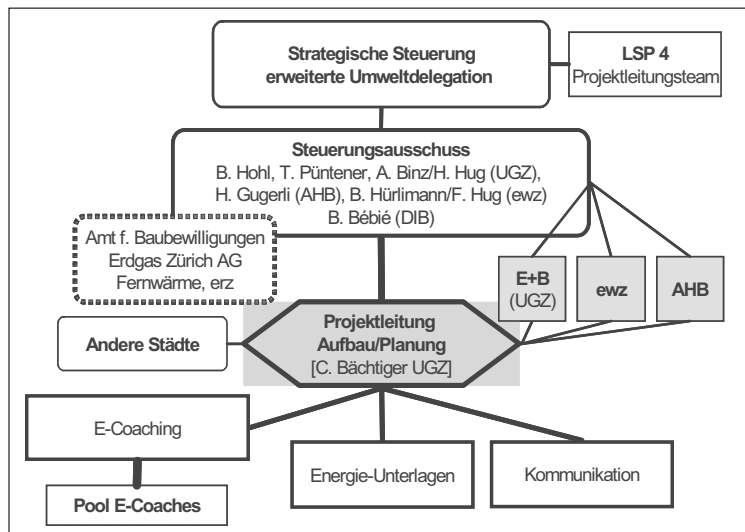 Strategische Steuerung
erweiterte Umweltdelegation
LSP 4
Projektleitungsteam
Steuerungsausschuss
B. Hohl, T. Püntener, A. Binz/H. Hug (UGZ),
H. Gugerli (AHB), B. Hürlimann/F. Hug (ewz)
B. Bébié (DIB)
Amt f. Baubewilligungen
Erdgas Zürich AG
Fernwärme, erz
E+B
(UGZ)
ewz
AHB
Andere Städte
Projektleitung
Aufbau/Planung
[C. Bächtiger UGZ]
E-Coaching
Energie-Unterlagen
Kommunikation
Pool E-Coaches